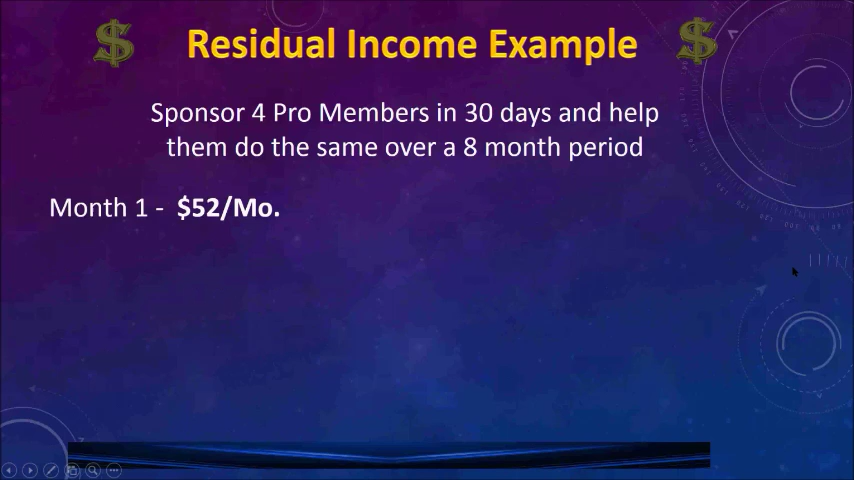 $ Residual Income Example $
Sponsor 4 Pro Members in 30 days and help
them do the same over a 8 month period
Month 1 - $52/Mo.